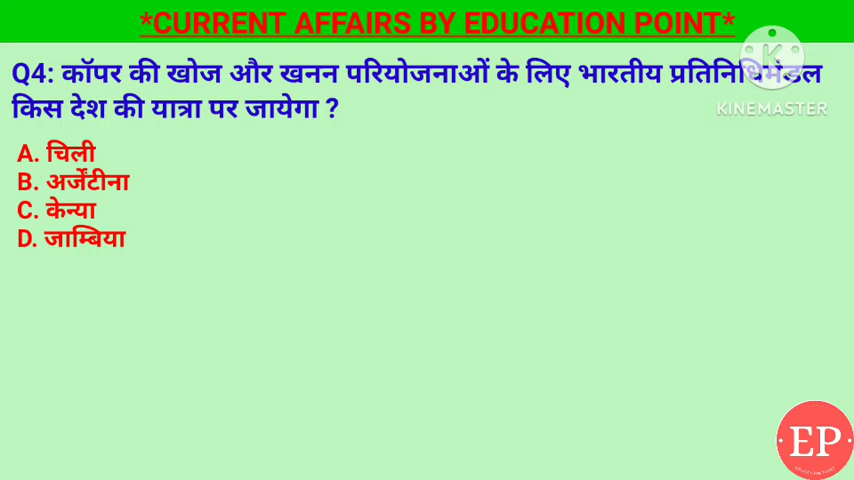 *CURRENT AFFAIRS BY EDUCATION POINT*
Q4: कॉपर की खोज और खनन परियोजनाओं के लिए भारतीय प्रतिनिधिमंडल
किस देश की यात्रा पर जायेगा ?
KINEMASTER
A. चिली
B. अर्जेंटीना
C. केन्या
D. जाम्बिया
EP